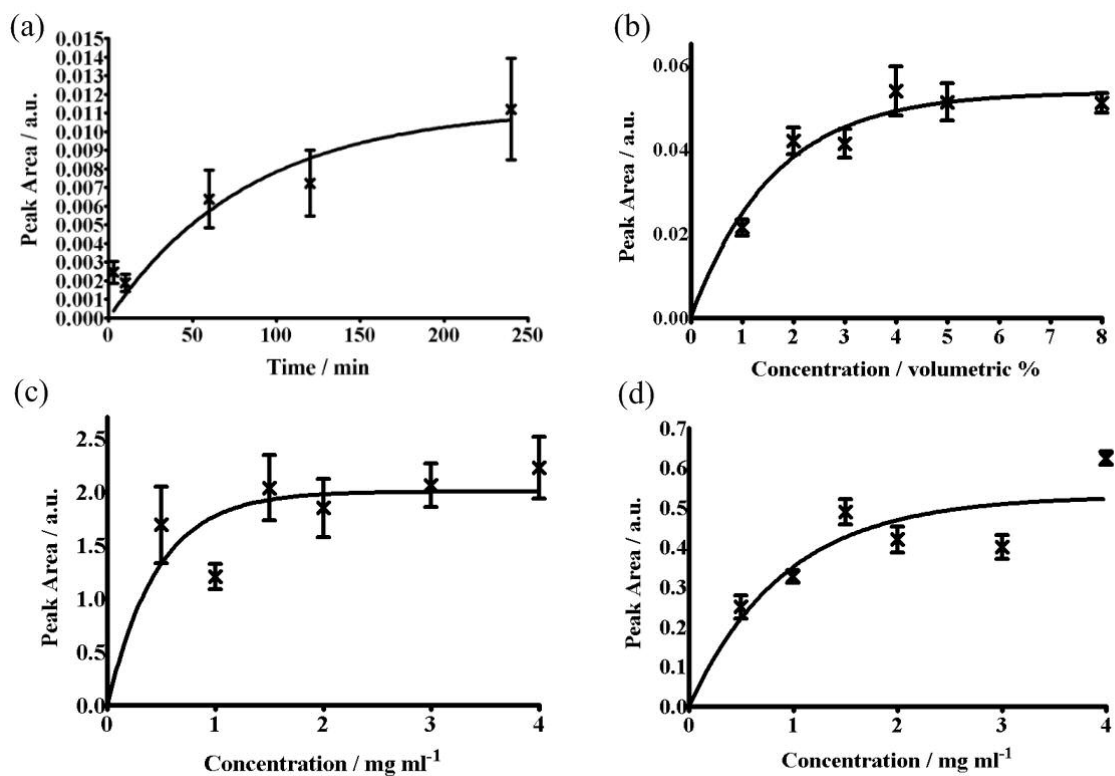 (a)
0.015
0.014
0.013
0.012
0.011
0.010
0.009
0.008
0.007
0.006
0.005
0.004
0.003
0.002
0.001
0.000
Peak Area / a.u.
0 50 100 150 200 250
Time / min
(b)
0.06
0.04
0.02
0.00
Peak Area / a.u.
0 1 2 3 4 5 6 7 8
Concentration / volumetric %
(c)
2.5
2.0
1.5
1.0
0.5
0.0
Peak Area / a.u.
0 1 2 3 4
Concentration / mg ml⁻¹
(d)
0.7
0.6
0.5
0.4
0.3
0.2
0.1
0.0
Peak Area / a.u.
0 1 2 3 4
Concentration / mg ml⁻¹